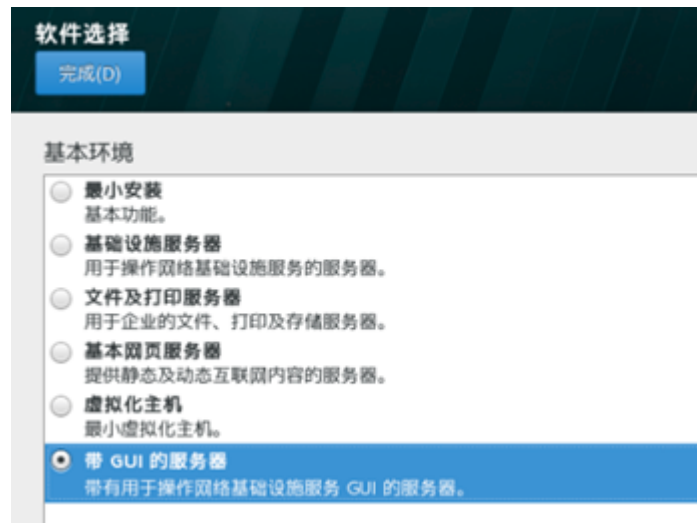 软件选择
完成(D)
基本环境
最小安装
基本功能。
基础设施服务器
用于操作网络基础设施服务的服务器。
文件及打印服务器
用于企业的文件、打印及存储服务器。
基本网页服务器
提供静态及动态互联网内容的服务器。
虚拟化主机
最小虚拟化主机。
带 GUI 的服务器
带有用于操作网络基础设施服务 GUI 的服务器。